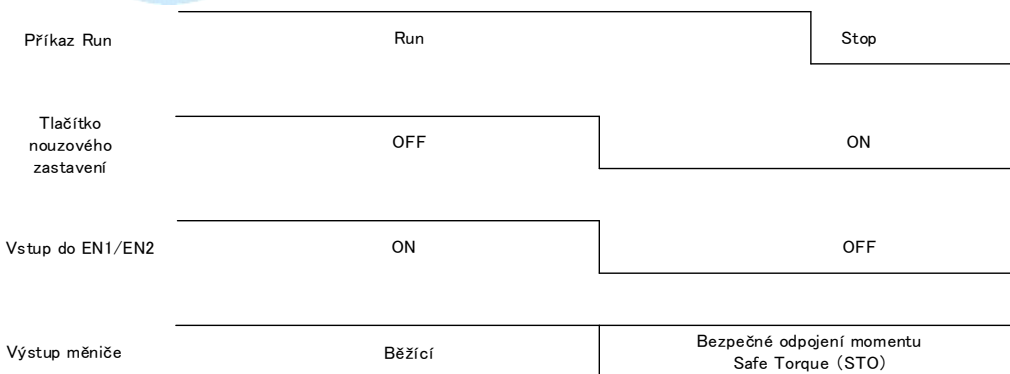 Příkaz Run
Run
Stop
Tlačítko
nouzového
zastavení
OFF
ON
Vstup do EN1/EN2
ON
OFF
Výstup měniče
Běžící
Bezpečné odpojení momentu
Safe Torque (STO)